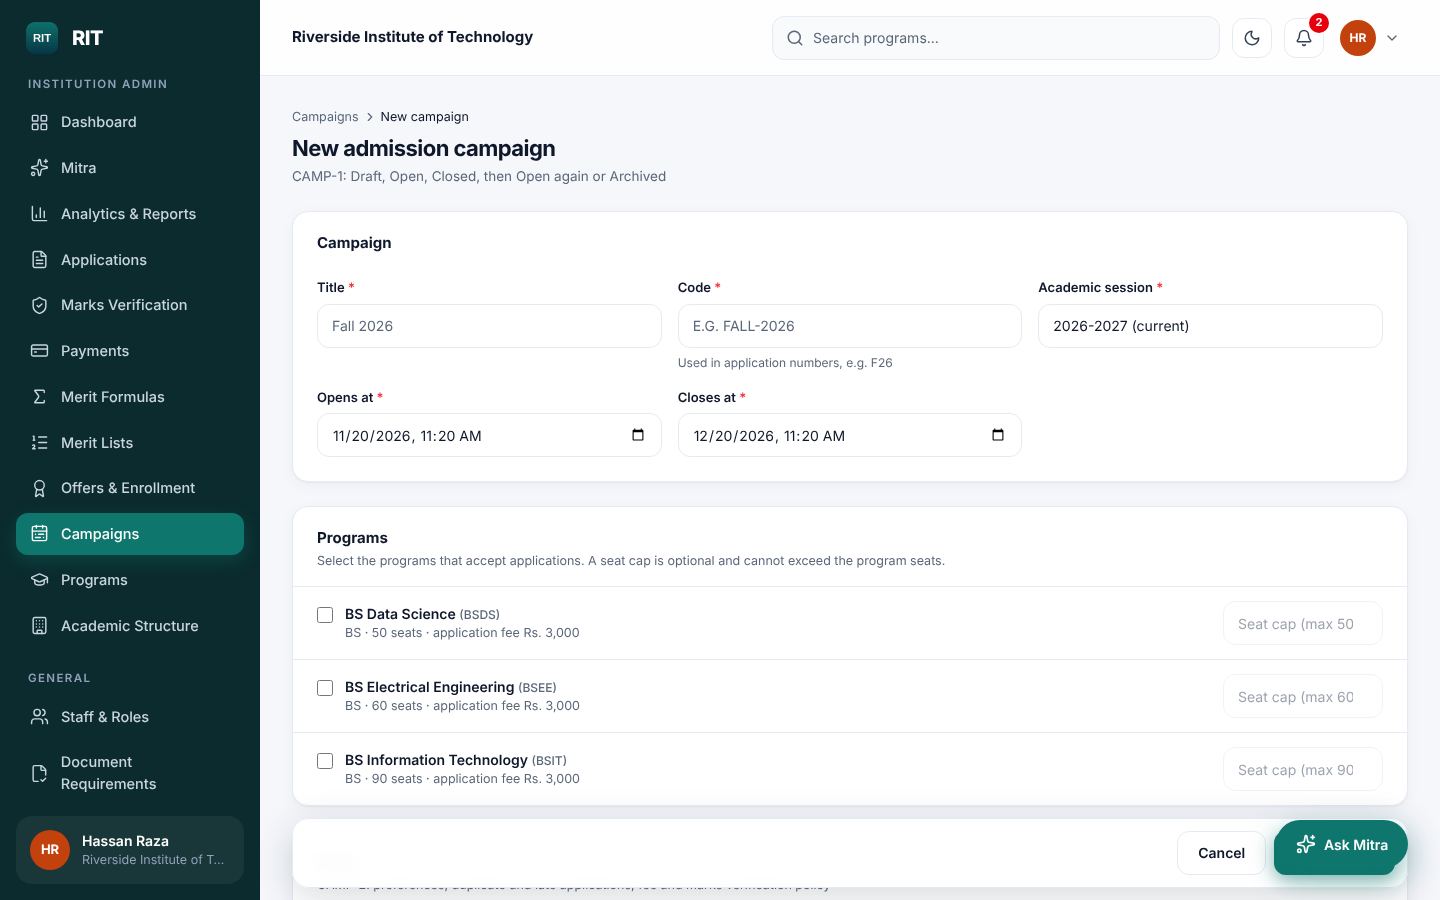 RIT
RIT
INSTITUTION ADMIN
Dashboard
Mitra
Analytics & Reports
Applications
Marks Verification
Payments
Merit Formulas
Merit Lists
Offers & Enrollment
Campaigns
Programs
Academic Structure
GENERAL
Staff & Roles
Document
Requirements
HR
Hassan Raza
Riverside Institute of T...
Riverside Institute of Technology
Search programs...
2
HR
Campaigns
New campaign
New admission campaign
CAMP-1: Draft, Open, Closed, then Open again or Archived
Campaign
Title *
Code *
Academic session *
Fall 2026
E.G. FALL-2026
2026-2027 (current)
Used in application numbers, e.g. F26
Opens at *
Closes at *
11/20/2026, 11:20 AM
12/20/2026, 11:20 AM
Programs
Select the programs that accept applications. A seat cap is optional and cannot exceed the program seats.
BS Data Science (BSDS)
BS · 50 seats · application fee Rs. 3,000
Seat cap (max 50
BS Electrical Engineering (BSEE)
BS · 60 seats · application fee Rs. 3,000
Seat cap (max 60
BS Information Technology (BSIT)
BS · 90 seats · application fee Rs. 3,000
Seat cap (max 90
Cancel
Ask Mitra